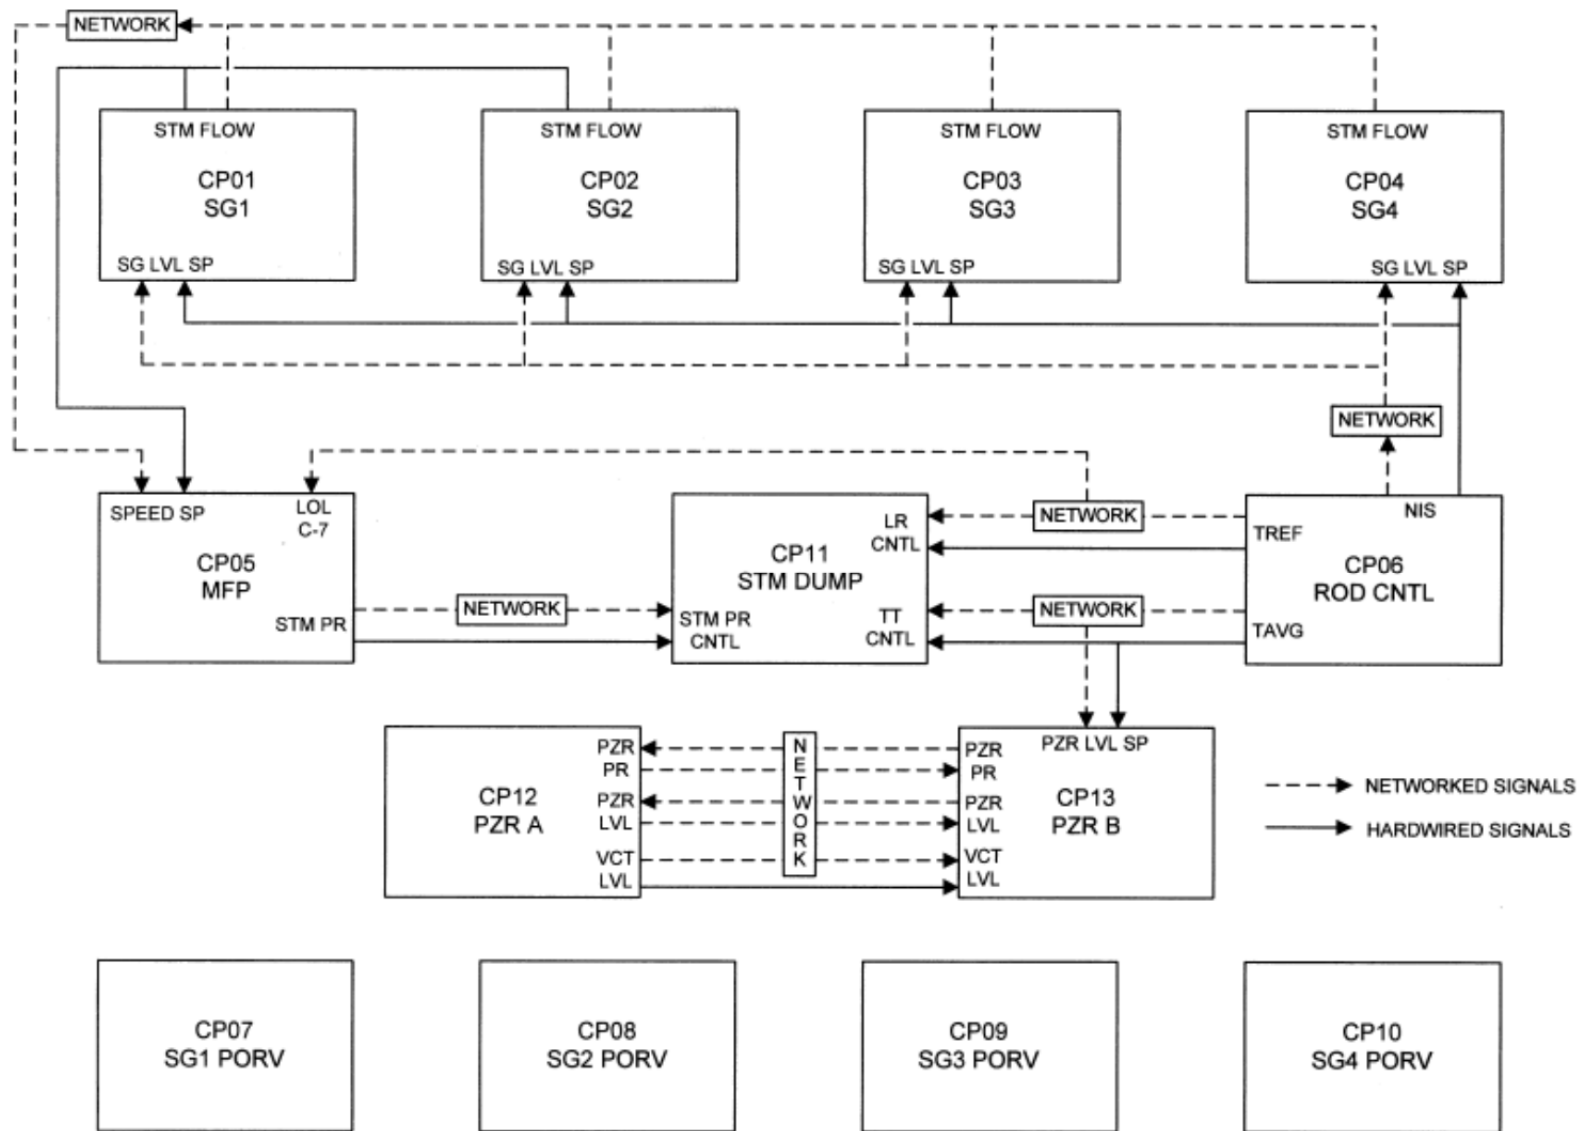 NETWORK
STM FLOW
CP01
SG1
SG LVL SP
STM FLOW
CP02
SG2
SG LVL SP
STM FLOW
CP03
SG3
SG LVL SP
STM FLOW
CP04
SG4
SG LVL SP
NETWORK
SPEED SP
LOL
C-7
CP05
MFP
STM PR
NETWORK
LR
CNTL
CP11
STM DUMP
STM PR
CNTL
TT
CNTL
NETWORK
NETWORK
NIS
TREF
CP06
ROD CNTL
TAVG
PZR
PR
CP12
PZR A
PZR
LVL
VCT
LVL
N
E
T
W
O
R
K
PZR LVL SP
PZR
PR
PZR
LVL
CP13
PZR B
VCT
LVL
NETWORKED SIGNALS
HARDWIRED SIGNALS
CP07
SG1 PORV
CP08
SG2 PORV
CP09
SG3 PORV
CP10
SG4 PORV